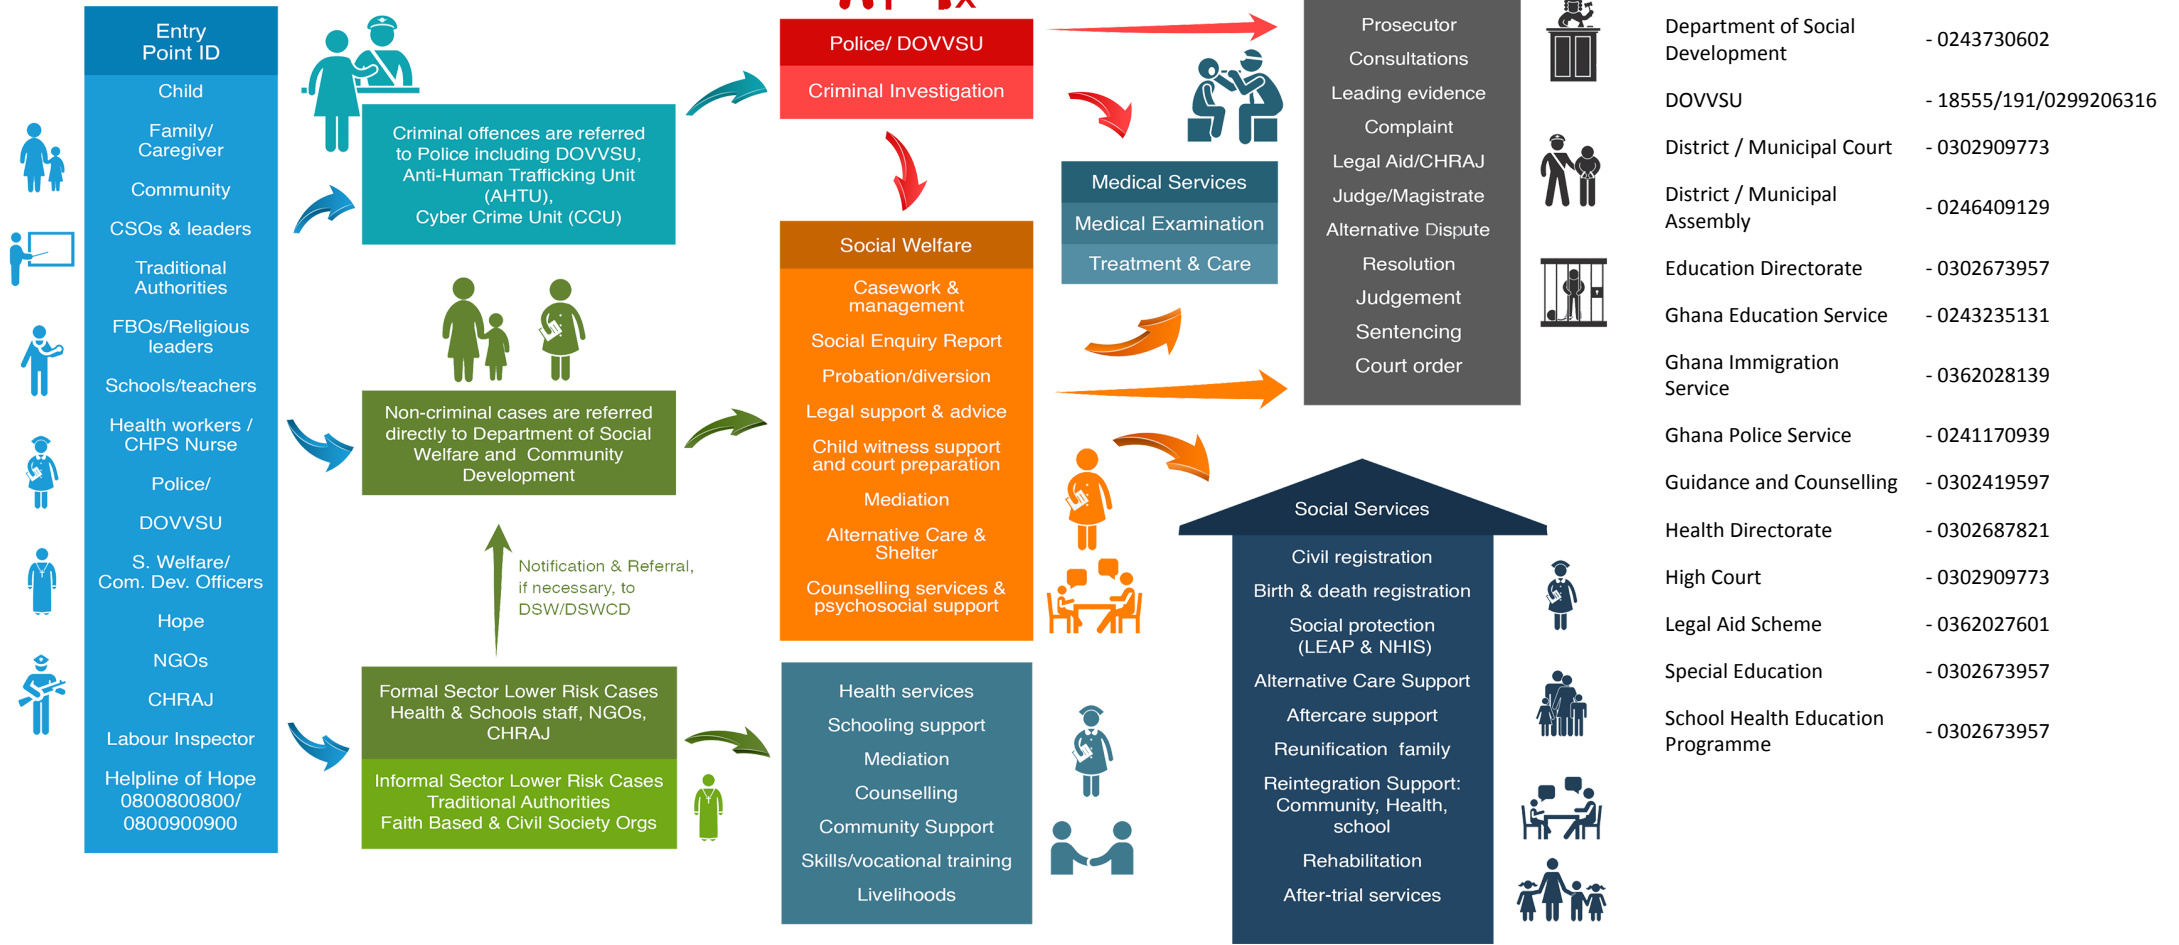 Entry
Point ID
Child
Family/
Caregiver
Community
CSOs & leaders
Traditional
Authorities
FBOs/Religious
leaders
Schools/teachers
Health workers /
CHPS Nurse
Police/
DOVVSU
S. Welfare/
Com. Dev. Officers
Hope
NGOs
CHRAJ
Labour Inspector
Helpline of Hope
0800800800/
0800900900
Criminal offences are referred
to Police including DOVVSU,
Anti-Human Trafficking Unit
(AHTU),
Cyber Crime Unit (CCU)
Non-criminal cases are referred
directly to Department of Social
Welfare and Community
Development
Notification & Referral,
if necessary, to
DSW/DSWCD
Formal Sector Lower Risk Cases
Health & Schools staff, NGOs,
CHRAJ
Informal Sector Lower Risk Cases
Traditional Authorities
Faith Based & Civil Society Orgs
Police/ DOVVSU
Criminal Investigation
Social Welfare
Casework &
management
Social Enquiry Report
Probation/diversion
Legal support & advice
Child witness support
and court preparation
Mediation
Alternative Care &
Shelter
Counselling services &
psychosocial support
Health services
Schooling support
Mediation
Counselling
Community Support
Skills/vocational training
Livelihoods
Medical Services
Medical Examination
Treatment & Care
Prosecutor
Consultations
Leading evidence
Complaint
Legal Aid/CHRAJ
Judge/Magistrate
Alternative Dispute
Resolution
Judgement
Sentencing
Court order
Social Services
Civil registration
Birth & death registration
Social protection
(LEAP & NHIS)
Alternative Care Support
Aftercare support
Reunification family
Reintegration Support:
Community, Health,
school
Rehabilitation
After-trial services
Department of Social
Development - 0243730602
DOVVSU - 18555/191/0299206316
District / Municipal Court - 0302909773
District / Municipal
Assembly - 0246409129
Education Directorate - 0302673957
Ghana Education Service - 0243235131
Ghana Immigration
Service - 0362028139
Ghana Police Service - 0241170939
Guidance and Counselling - 0302419597
Health Directorate - 0302687821
High Court - 0302909773
Legal Aid Scheme - 0362027601
Special Education - 0302673957
School Health Education
Programme - 0302673957